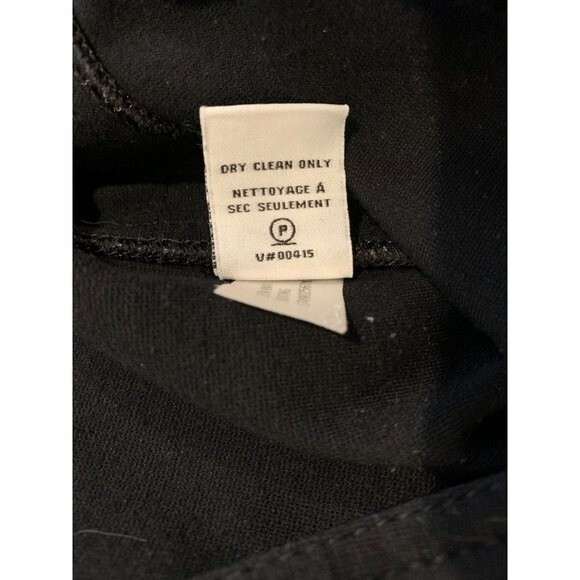 DRY CLEAN ONLY
NETTOYAGE À
SEC SEULEMENT
P
V#00415